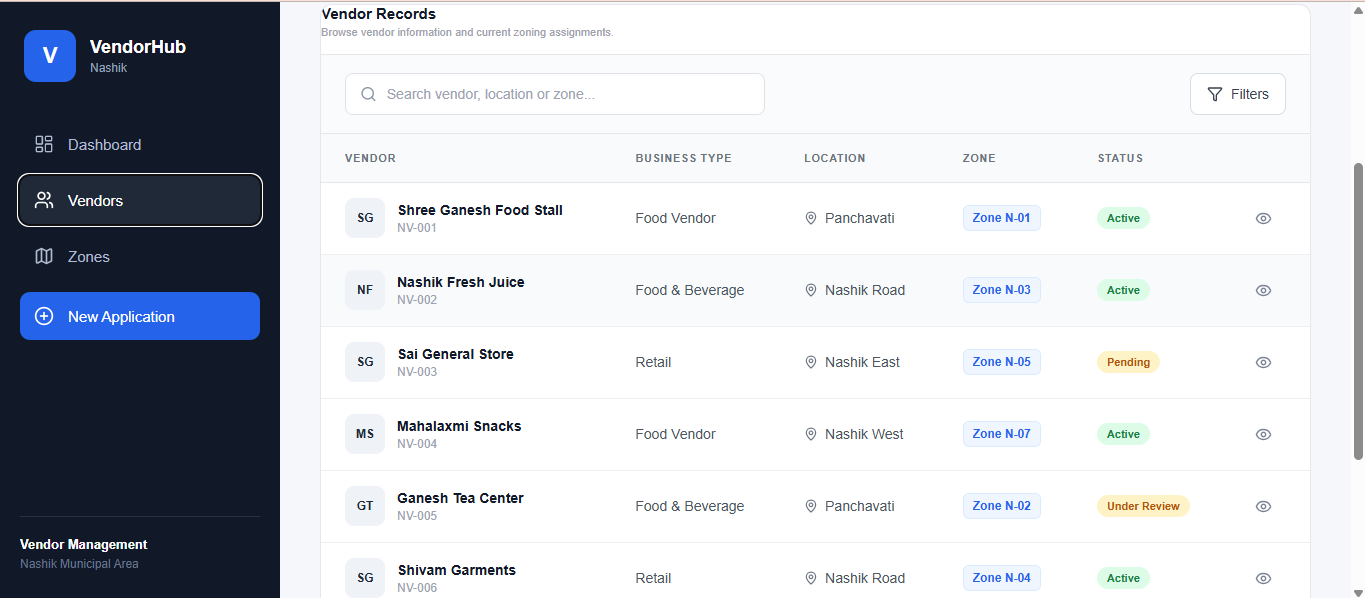 V
VendorHub
Nashik
Dashboard
Vendors
Zones
New Application
Vendor Management
Nashik Municipal Area
Vendor Records
Browse vendor information and current zoning assignments.
Search vendor, location or zone...
Filters
VENDOR BUSINESS TYPE LOCATION ZONE STATUS
SG Shree Ganesh Food Stall Food Vendor Panchavati Zone N-01 Active
NV-001
NF Nashik Fresh Juice Food & Beverage Nashik Road Zone N-03 Active
NV-002
SG Sai General Store Retail Nashik East Zone N-05 Pending
NV-003
MS Mahalaxmi Snacks Food Vendor Nashik West Zone N-07 Active
NV-004
GT Ganesh Tea Center Food & Beverage Panchavati Zone N-02 Under Review
NV-005
SG Shivam Garments Retail Nashik Road Zone N-04 Active
NV-006